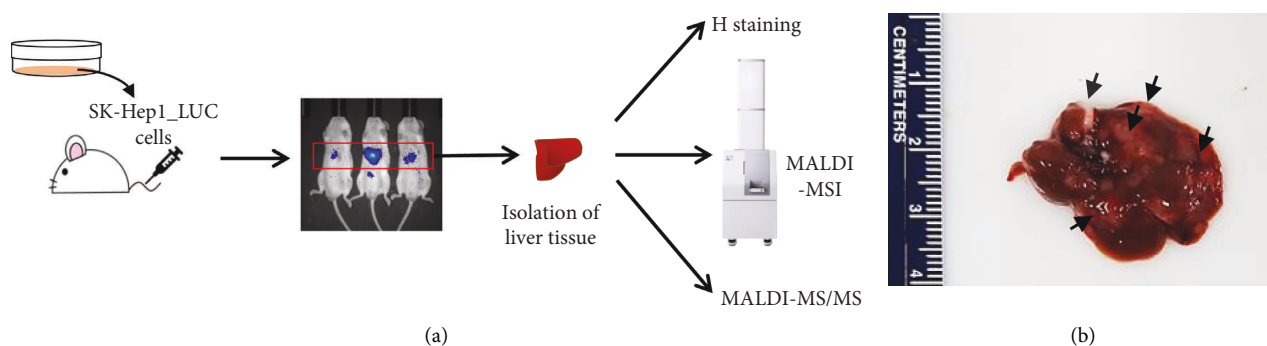 SK-Hep1_LUC
cells
Isolation of
liver tissue
H staining
MALDI
-MSI
MALDI-MS/MS
(a)
CENTIMETERS
1
2
3
4
(b)